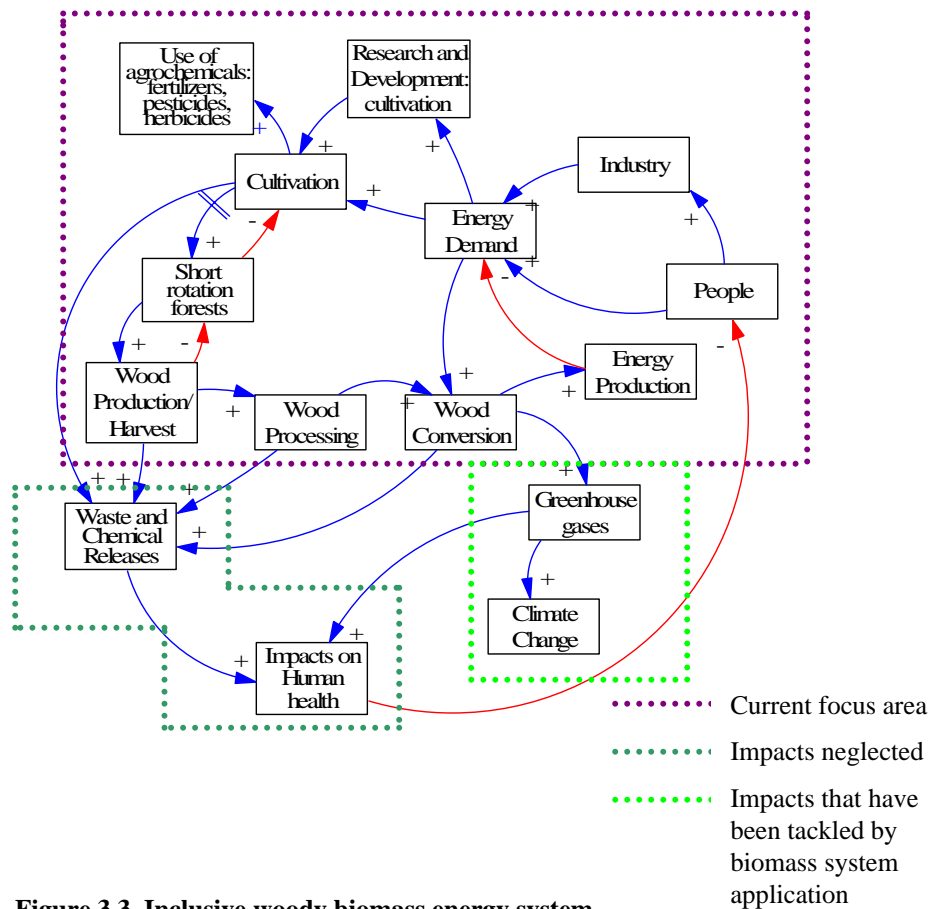 Use of
agrochemicals:
fertilizers,
pesticides,
herbicides
+
Research and
Development:
cultivation
+
+
Industry
Cultivation
+
-
+
Energy
Demand
+
+
+
-
People
+
Short
rotation
forests
+
-
Wood
Production/
Harvest
+
Wood
Processing
+
+
Wood
Conversion
+
Energy
Production
-
+
+
+
+
+
Waste and
Chemical
Releases
Greenhouse
gases
+
Climate
Change
+
+
Impacts on
Human
health
Current focus area
Impacts neglected
Impacts that have
been tackled by
biomass system
application
Figure 3.3. Inclusive woody biomass energy system